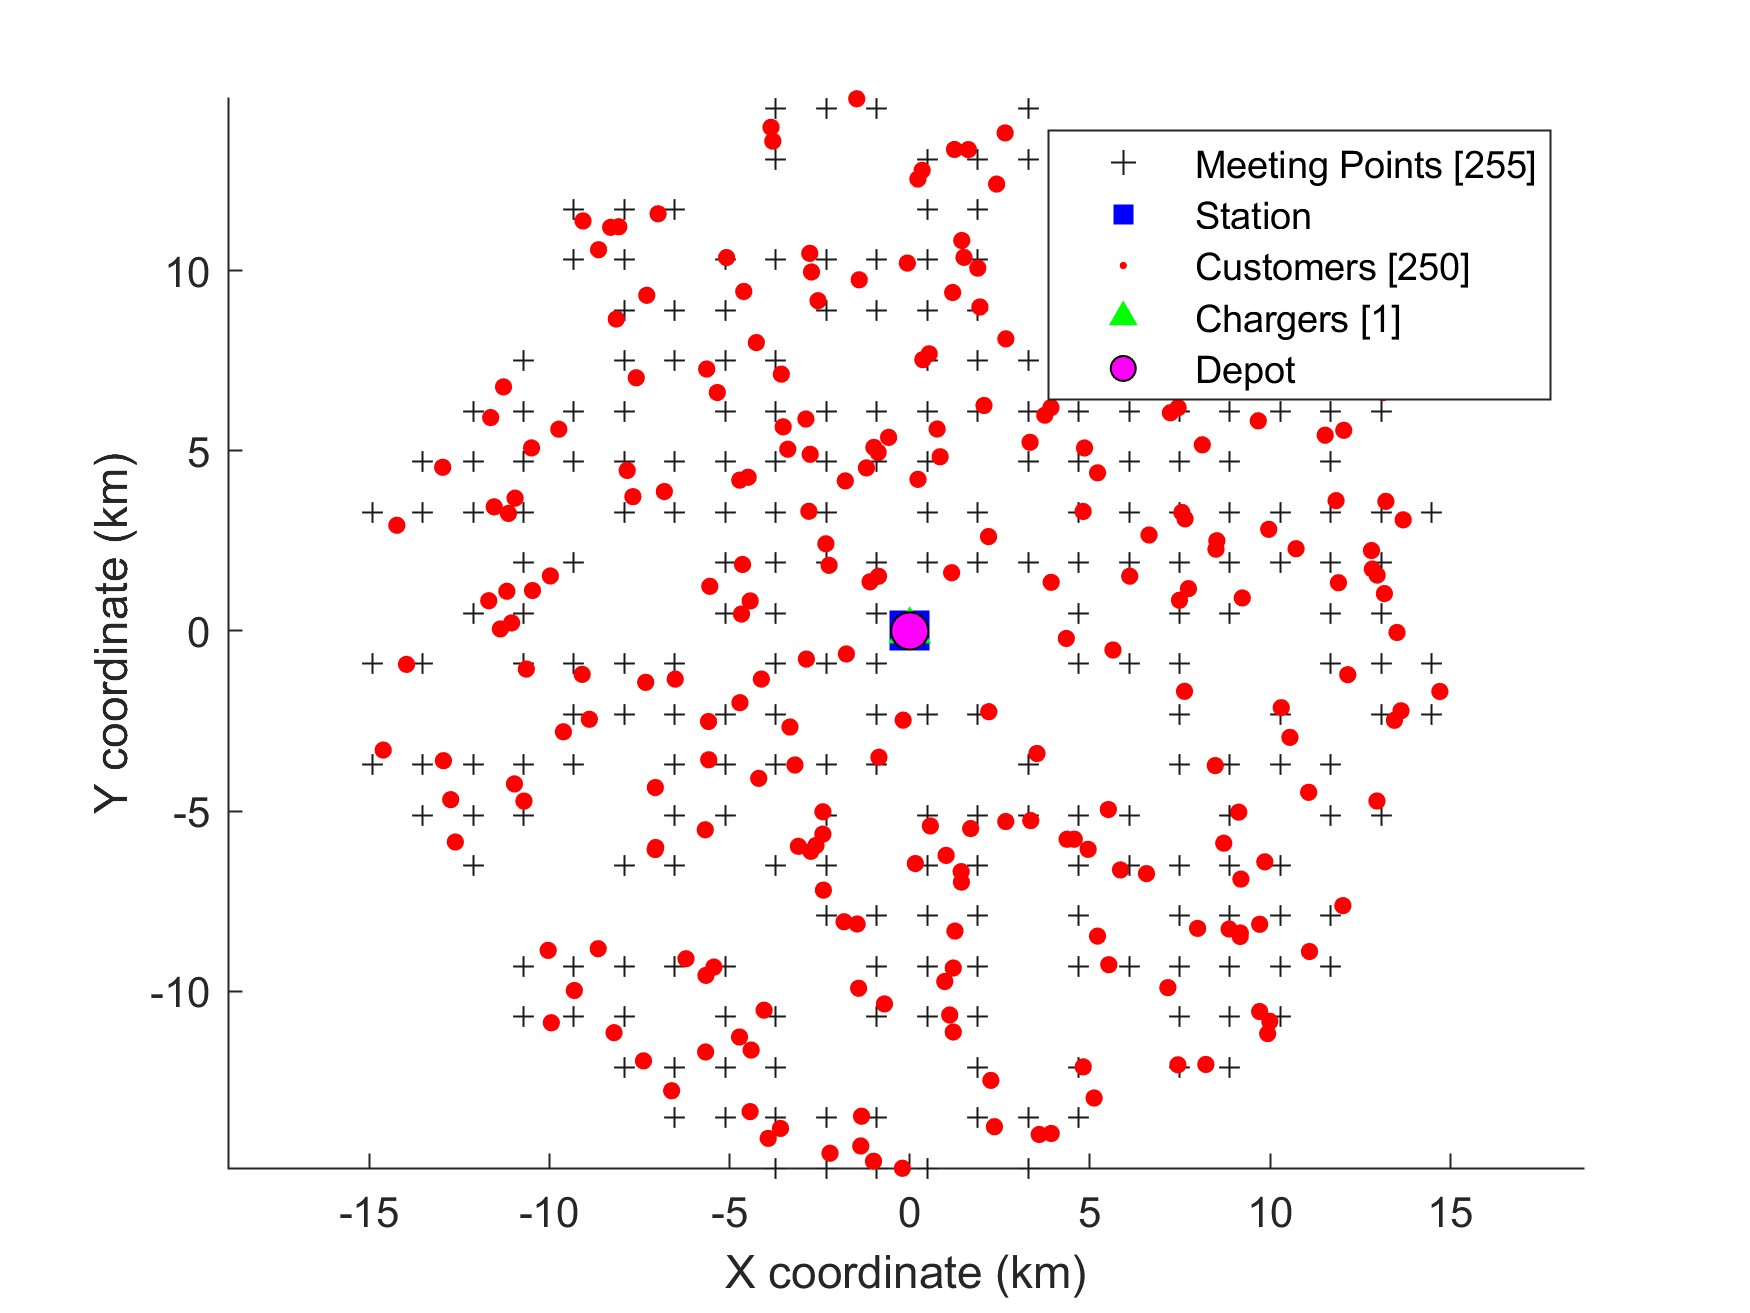 Meeting Points [255]
Station
Customers [250]
Chargers [1]
Depot
10
5
0
-5
-10
Y coordinate (km)
-15
-10
-5
0
5
10
15
X coordinate (km)